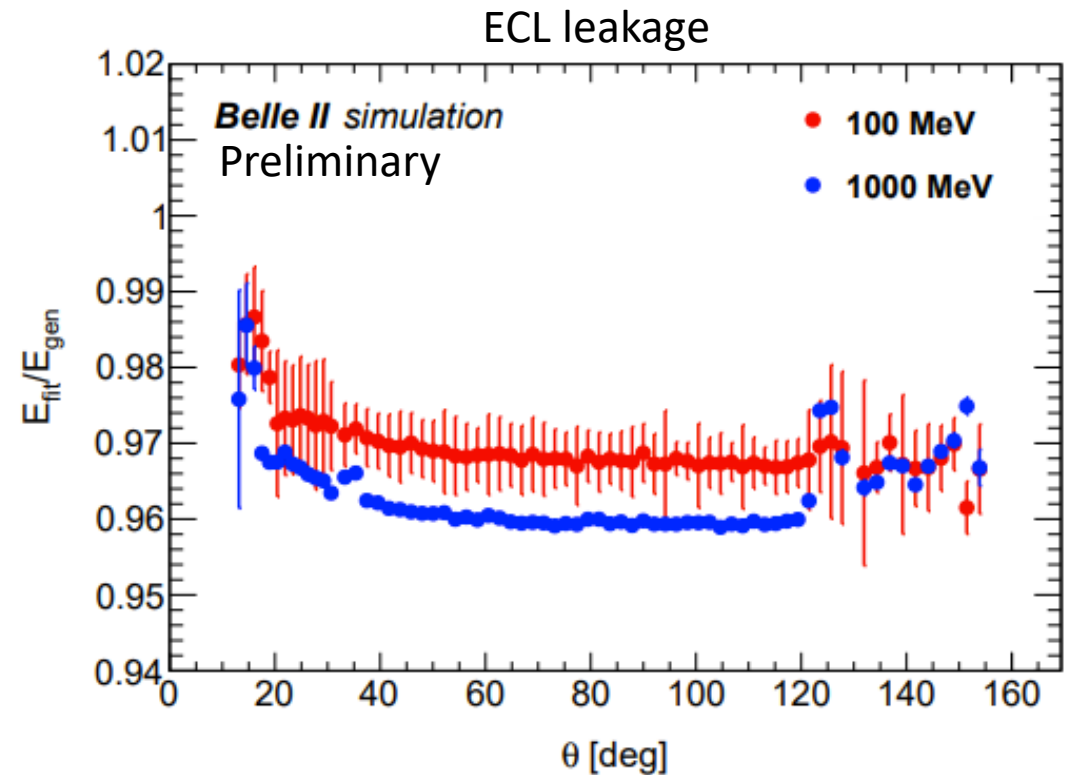 ECL leakage
Belle II simulation
Preliminary
100 MeV
1000 MeV
1.02
1.01
1
0.99
0.98
0.97
0.96
0.95
0.94
E_fit/E_gen
0 20 40 60 80 100 120 140 160
θ [deg]